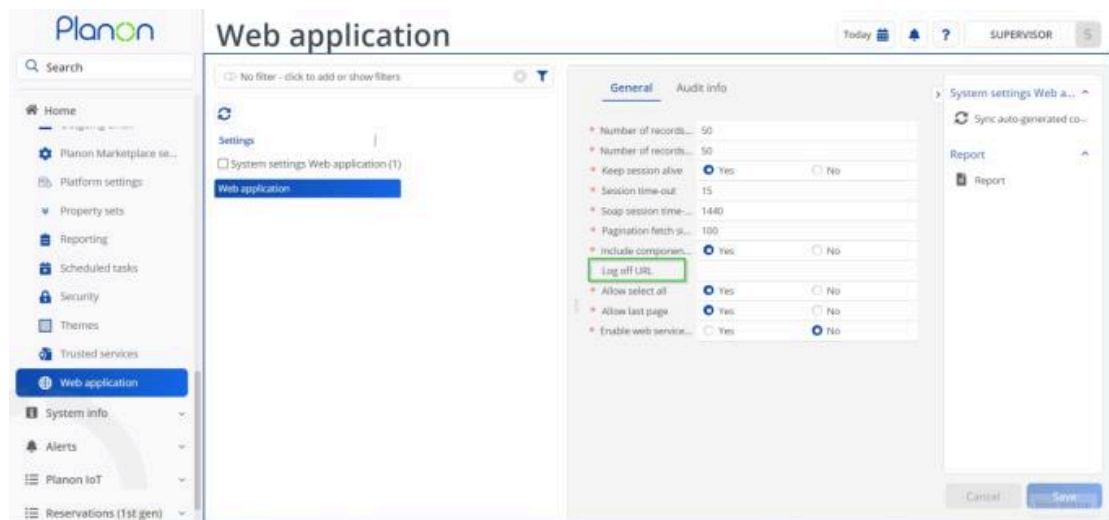 Planon
Web application
Today
?
SUPERVISOR
S
Search
Home
Planon Marketplace se...
Platform settings
Property sets
Reporting
Scheduled tasks
Security
Themes
Trusted services
Web application
System info
Alerts
Planon IoT
Reservations (1st gen)
No filter - click to add or show filters
Settings
System settings Web application (1)
Web application
General Audit info
* Number of records... 50
* Number of records... 50
* Keep session alive Yes No
* Session time-out 15
* Soap session time-... 1440
* Pagination fetch si... 100
* Include componen... Yes No
Log off URL
* Allow select all Yes No
* Allow last page Yes No
* Enable web service... Yes No
System settings Web a...
Sync auto-generated co...
Report
Report
Cancel Save